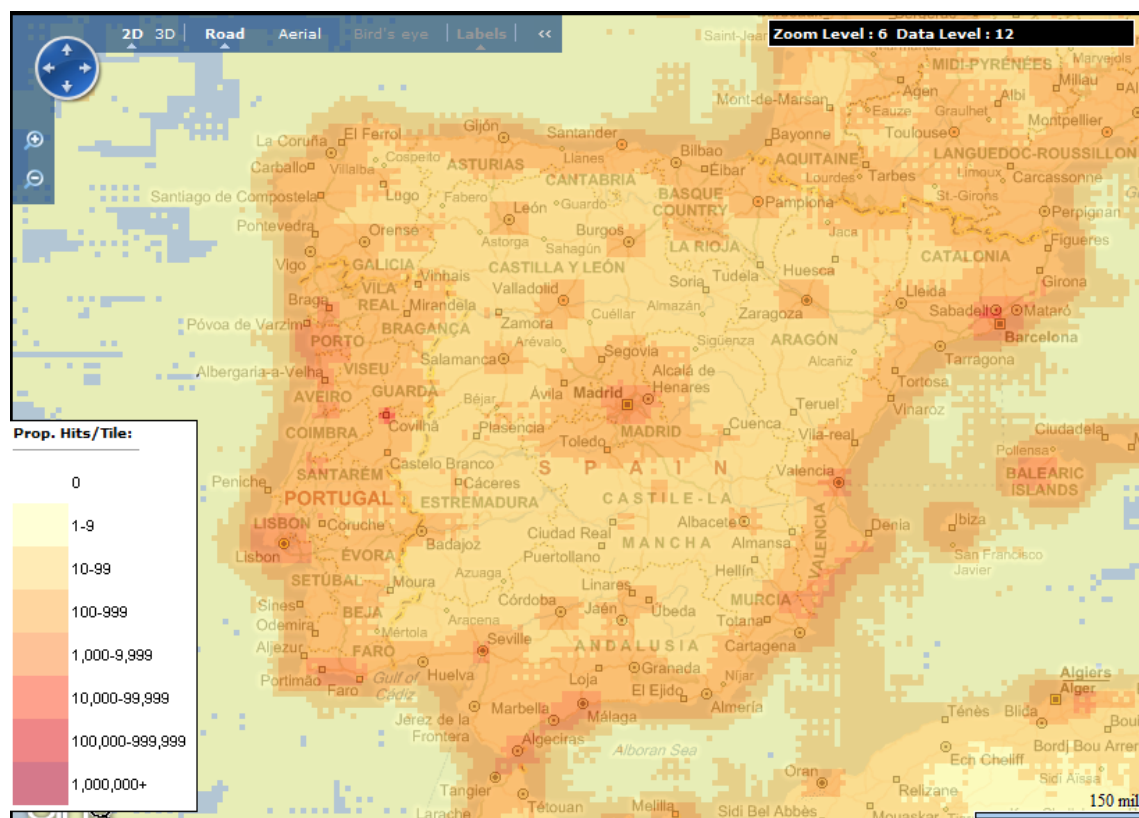 2D 3D Road Aerial Bird's eye Labels <<
Zoom Level : 6 Data Level : 12
Saint-Jean
MIDI-PYRÉNÉES
Marvejols
Agen
Millau
Mont-de-Marsan
Eauze
Graulhet
Albi
Montpellier
La Coruña
El Ferrol
Gijón
Santander
Bayonne
Toulouse
Carballo
Villalba
Cospeito
ASTURIAS
Llanes
Bilbao
Éibar
AQUITAINE
LANGUEDOC-ROUSSILLON
Lourdes
Tarbes
Limoux
Carcassonne
CANTABRIA
Santiago de Compostela
Lugo
Fabero
Guardo
BASQUE
COUNTRY
St.-Girons
León
Pamplona
Perpignan
Pontevedra
Orense
Astorga
Sahagún
Burgos
Jaca
Figueres
LA RIOJA
CATALONIA
Vigo
GALICIA
Vinhais
CASTILLA Y LEÓN
Tudela
Huesca
VILA
REAL
Mirandela
Valladolid
Soria
Girona
Braga
Almazán
Zaragoza
Lleida
Sabadell
Mataró
Póvoa de Varzim
BRAGANÇA
Zamora
Cuéllar
Barcelona
PORTO
Arévalo
Sigüenza
ARAGÓN
Tarragona
Salamanca
Segovia
Alcañiz
Albergaria-a-Velha
VISEU
Alcalá de
Henares
Tortosa
AVEIRO
GUARDA
Béjar
Ávila
Madrid
Vinaroz
Teruel
Covilhã
COIMBRA
Plasencia
MADRID
Cuenca
Vila-real
Ciudadela
Toledo
Pollensa
Castelo Branco
SPAIN
SANTARÉM
Valencia
BALEARIC
ISLANDS
Peniche
Cáceres
PORTUGAL
ESTREMADURA
CASTILE-LA
MANCHA
LISBON
Coruche
Ciudad Real
Albacete
VALENCIA
Denia
Ibiza
Lisbon
Badajoz
Almansa
ÉVORA
Puertollano
San Francisco
Javier
Hellín
SETÚBAL
Moura
Azuaga
Linares
Sines
BEJA
Córdoba
Jaén
Úbeda
MURCIA
Odemira
Aracena
Totana
Mértola
Seville
ANDALUSIA
Cartagena
Aljezur
FARO
Portimão
Faro
Gulf of
Cádiz
Huelva
Loja
Granada
Níjar
El Ejido
Almería
Algiers
Alger
Marbella
Málaga
Jerez de la
Frontera
Ténès
Blida
Algeciras
Alboran Sea
Bordj Bou Arrer
Ech Cheliff
Oran
Sidi Aïssa
Tangier
Relizane
Tétouan
Larache
Melilla
Sidi Bel Abbès
Mouaskar
150 mil
Prop. Hits/Tile:
0
1-9
10-99
100-999
1,000-9,999
10,000-99,999
100,000-999,999
1,000,000+